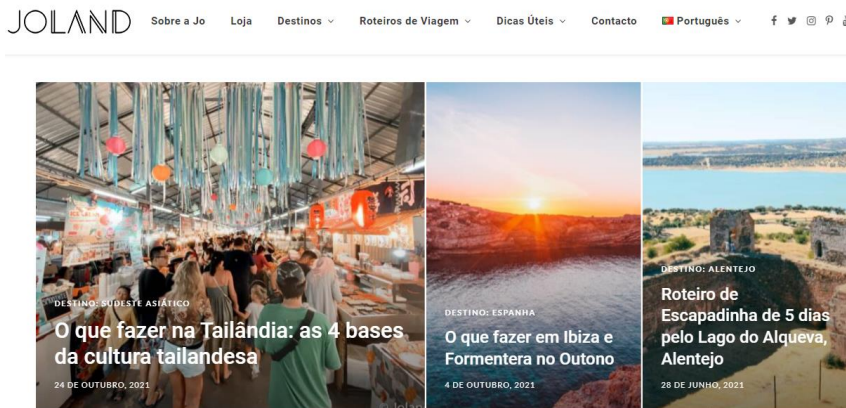 JOLAND
Sobre a Jo Loja Destinos Roteiros de Viagem Dicas Úteis Contacto Português
DESTINO: SUDESTE ASIÁTICO
O que fazer na Tailândia: as 4 bases
da cultura tailandesa
24 DE OUTUBRO, 2021
DESTINO: ESPANHA
O que fazer em Ibiza e
Formentera no Outono
4 DE OUTUBRO, 2021
DESTINO: ALENTEJO
Roteiro de
Escapadinha de 5 dias
pelo Lago do Alqueva,
Alentejo
28 DE JUNHO, 2021